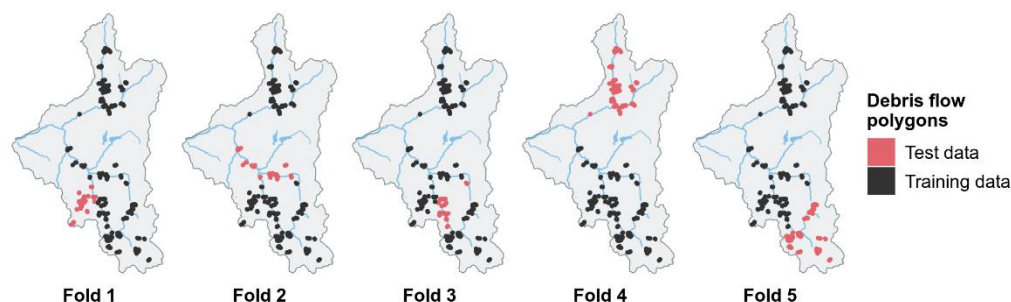 Debris flow
polygons
Test data
Training data
Fold 1
Fold 2
Fold 3
Fold 4
Fold 5